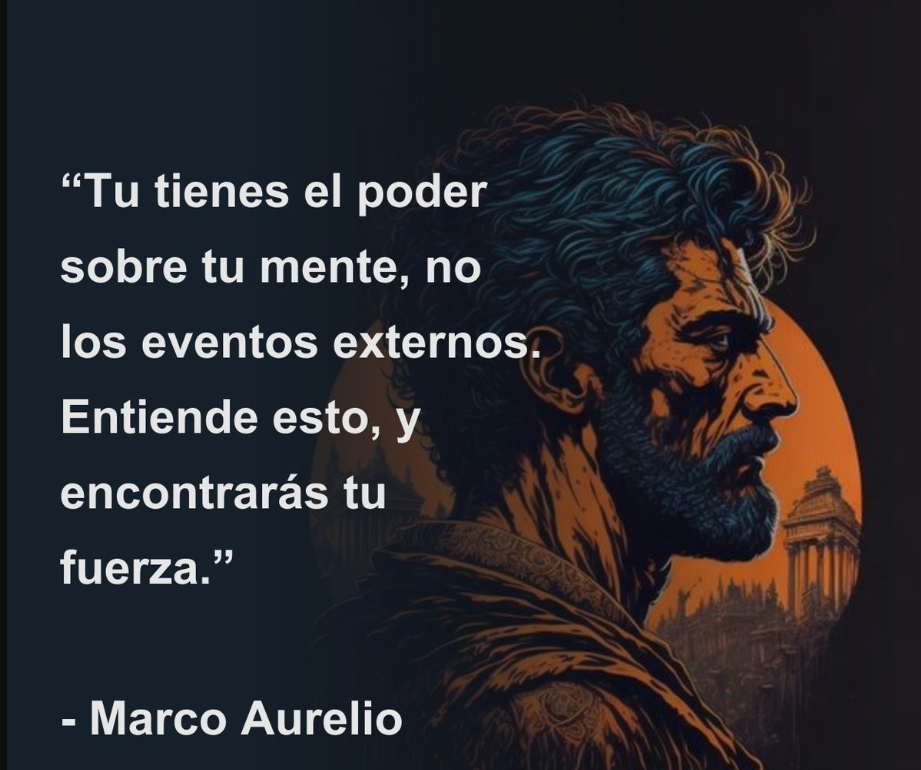 “Tu tienes el poder
sobre tu mente, no
los eventos externos.
Entiende esto, y
encontrarás tu
fuerza.”
- Marco Aurelio